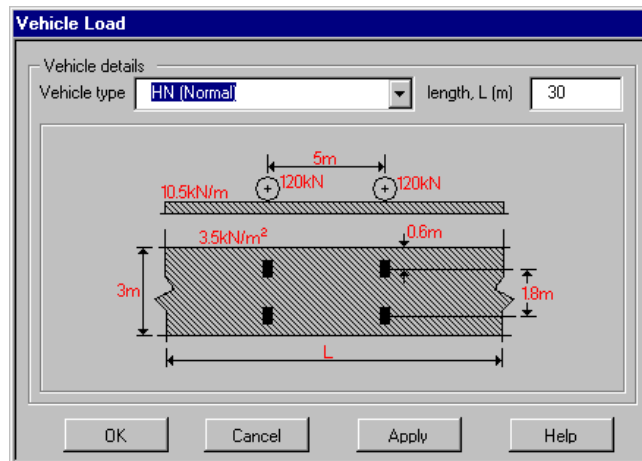 Vehicle Load
Vehicle details
Vehicle type HN (Normal) length, L (m) 30
5m
120kN 120kN
10.5kN/m
3.5kN/m² 0.6m
3m 1.8m
L
OK Cancel Apply Help